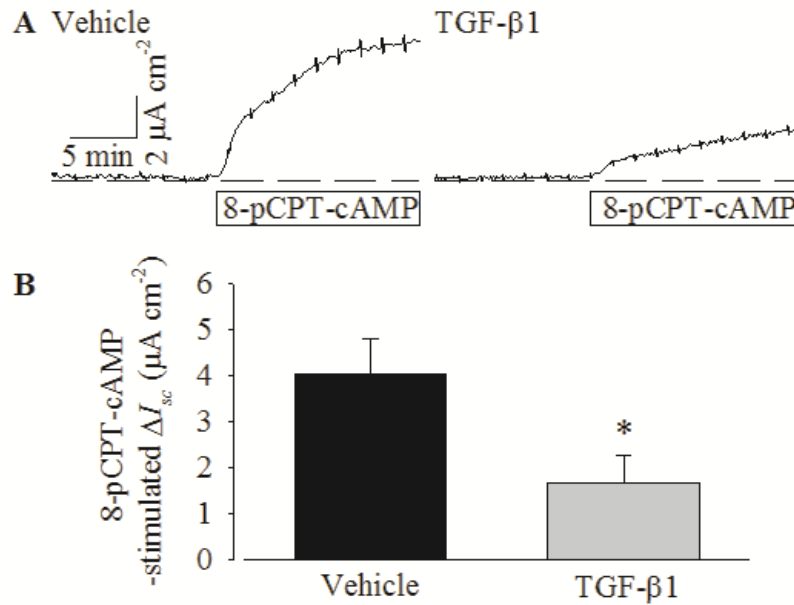 A Vehicle
TGF-β1
5 min
2 μA cm-2
8-pCPT-cAMP
8-pCPT-cAMP
B
8-pCPT-cAMP
-stimulated ΔIsc (μA cm-2)
6
5
4
3
2
1
0
*
Vehicle
TGF-β1